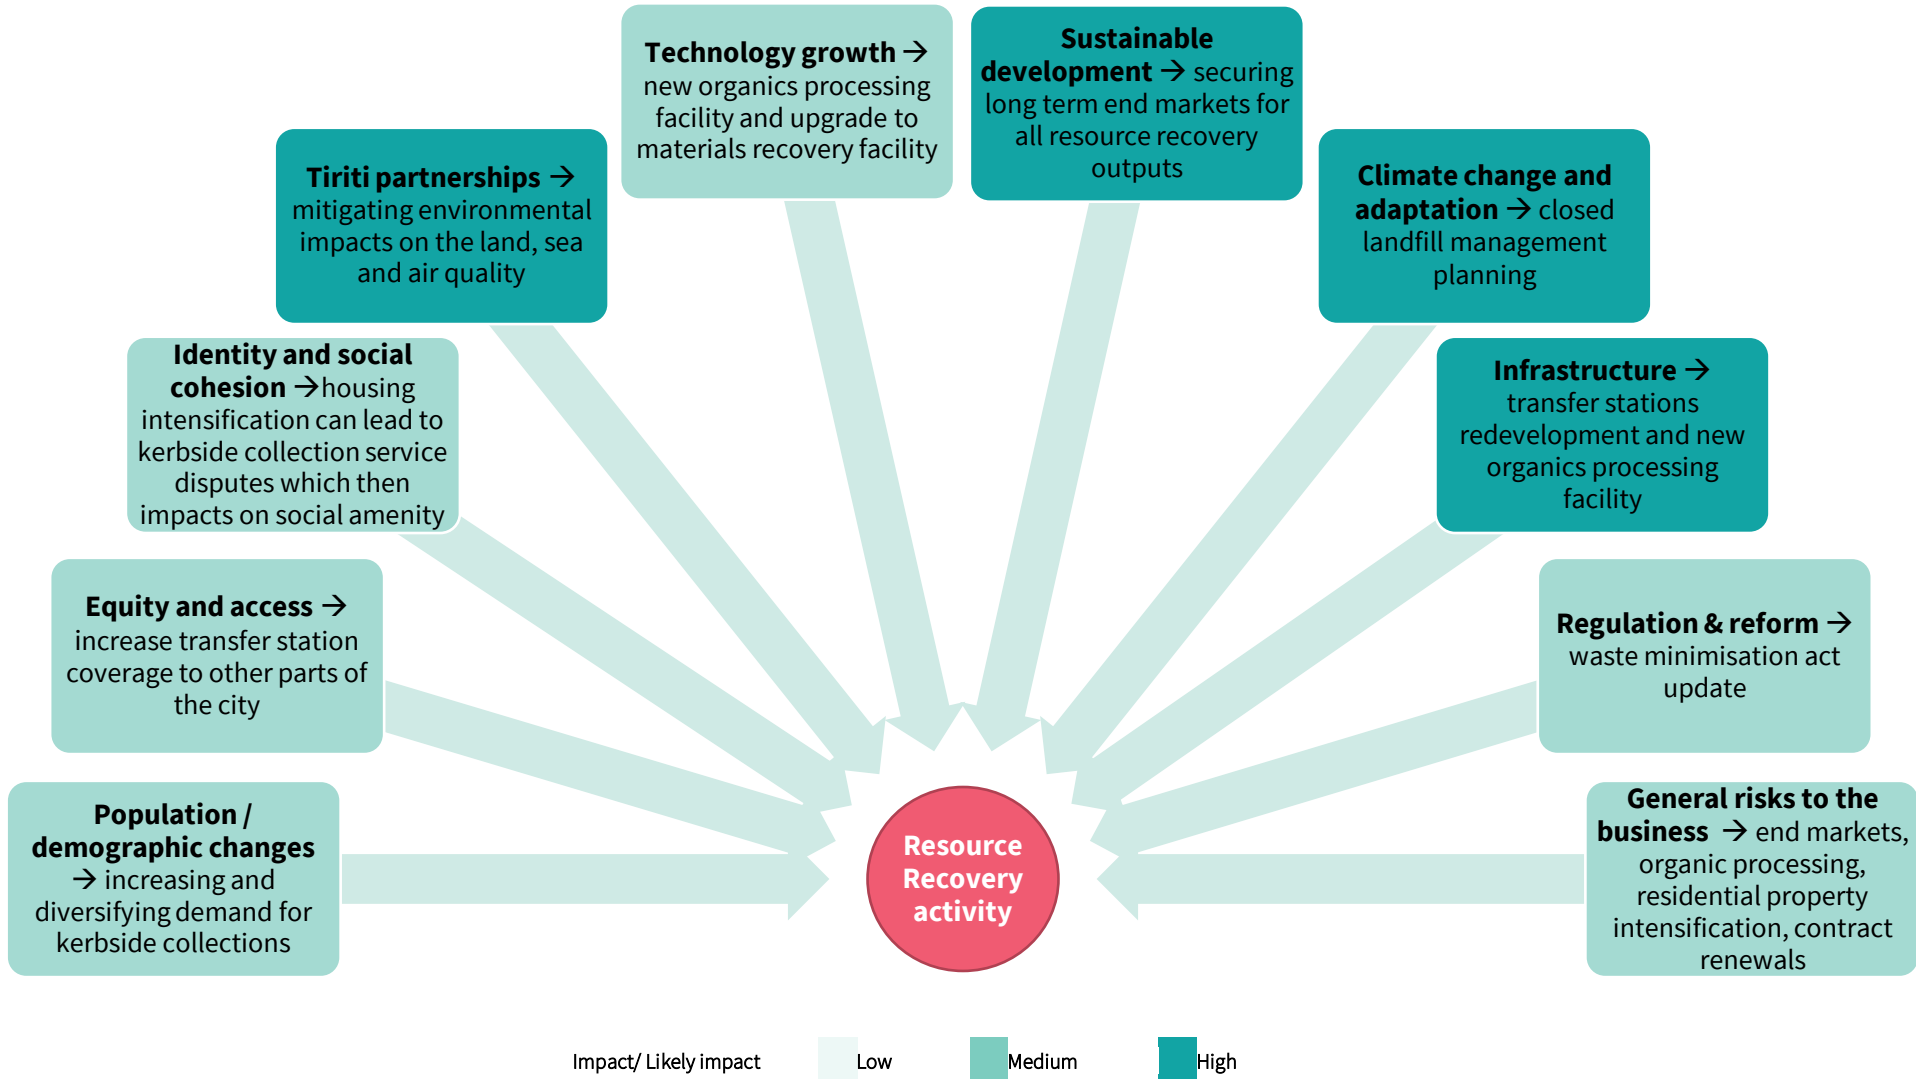 Technology growth →
new organics processing
facility and upgrade to
materials recovery facility
Sustainable
development → securing
long term end markets for
all resource recovery
outputs
Tiriti partnerships →
mitigating environmental
impacts on the land, sea
and air quality
Climate change and
adaptation → closed
landfill management
planning
Identity and social
cohesion →housing
intensification can lead to
kerbside collection service
disputes which then
impacts on social amenity
Infrastructure →
transfer stations
redevelopment and new
organics processing
facility
Equity and access →
increase transfer station
coverage to other parts of
the city
Regulation & reform →
waste minimisation act
update
Population /
demographic changes
→ increasing and
diversifying demand for
kerbside collections
General risks to the
business → end markets,
organic processing,
residential property
intensification, contract
renewals
Resource
Recovery
activity
Impact/ Likely impact
Low
Medium
High